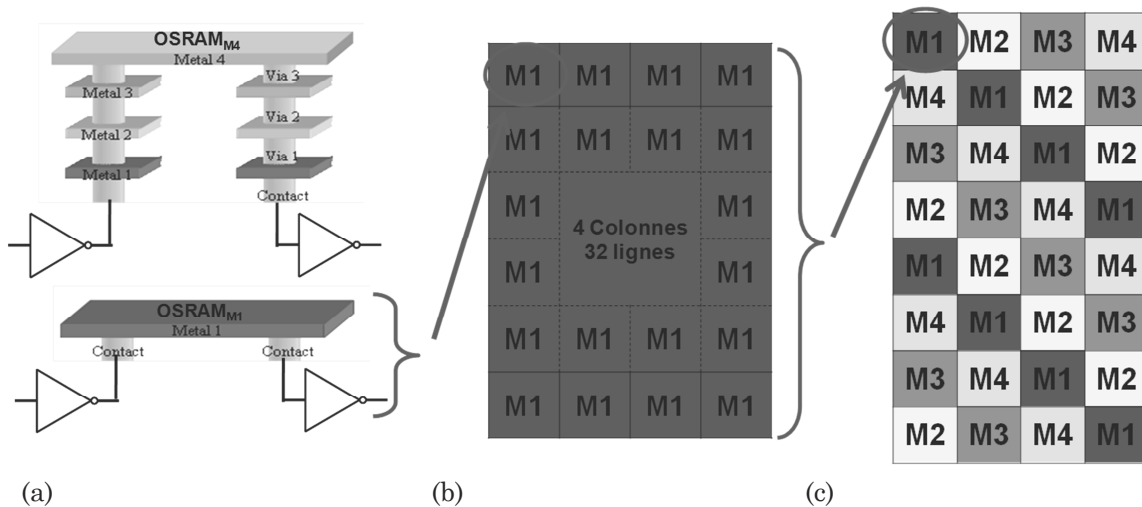 OSRAM_M4
Metal 4
Via 3
Metal 3
Via 2
Metal 2
Via 1
Metal 1
Contact
OSRAM_M1
Metal 1
Contact Contact
(a)
M1 M1 M1 M1
M1 M1 M1 M1
M1 M1
4 Colonnes
32 lignes
M1 M1
M1 M1 M1 M1
M1 M1 M1 M1
(b)
M1 M2 M3 M4
M4 M1 M2 M3
M3 M4 M1 M2
M2 M3 M4 M1
M1 M2 M3 M4
M4 M1 M2 M3
M3 M4 M1 M2
M2 M3 M4 M1
(c)